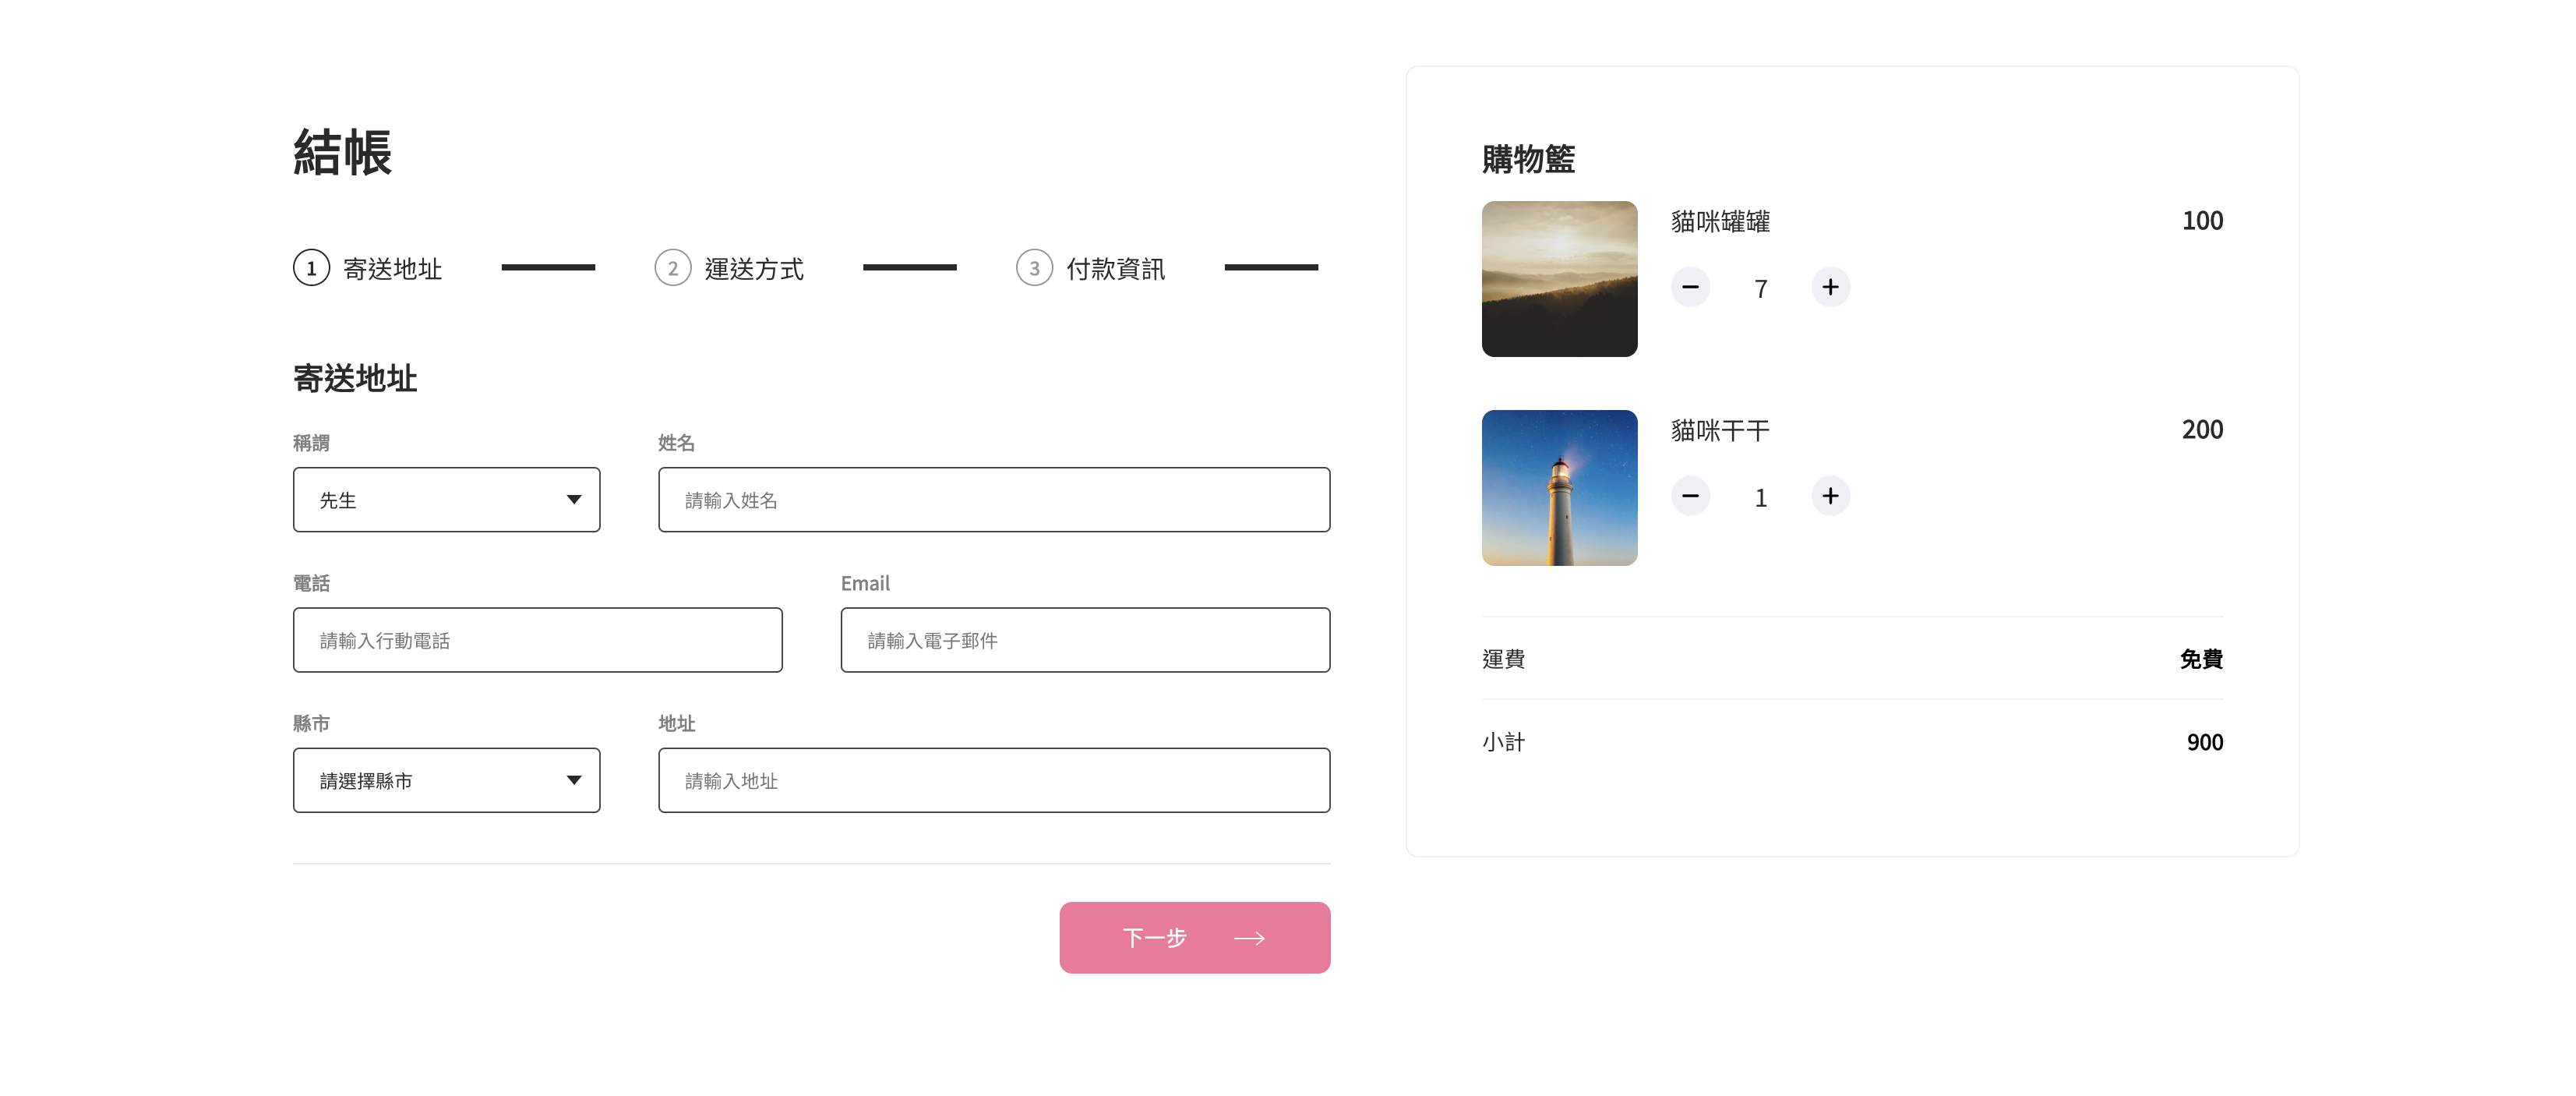 結帳
1 寄送地址
2 運送方式
3 付款資訊
寄送地址
稱謂
姓名
先生
請輸入姓名
電話
Email
請輸入行動電話
請輸入電子郵件
縣市
地址
請選擇縣市
請輸入地址
下一步
購物籃
貓咪罐罐
100
7
貓咪干干
200
1
運費
免費
小計
900